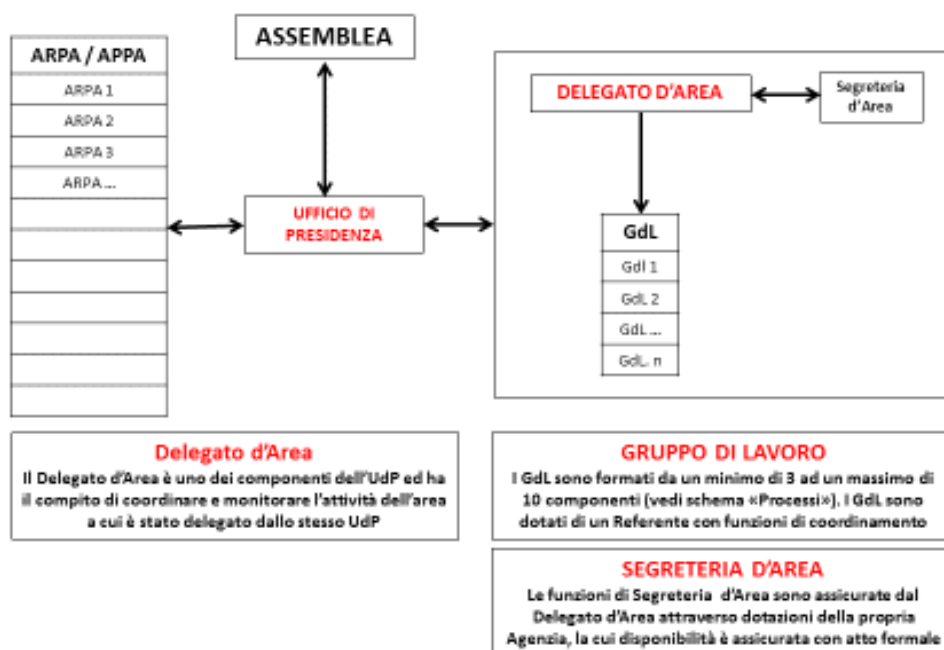 ASSEMBLEA
ARPA / APPA
ARPA 1
ARPA 2
ARPA 3
ARPA ...
UFFICIO DI
PRESIDENZA
DELEGATO D'AREA
Segreteria
d'Area
GdL
Gdl 1
GdL 2
GdL ...
GdL. n
Delegato d'Area
Il Delegato d'Area è uno dei componenti dell'UdP ed ha
il compito di coordinare e monitorare l'attività dell'area
a cui è stato delegato dallo stesso UdP
GRUPPO DI LAVORO
I GdL sono formati da un minimo di 3 ad un massimo di
10 componenti (vedi schema «Processi»). I GdL sono
dotati di un Referente con funzioni di coordinamento
SEGRETERIA D'AREA
Le funzioni di Segreteria d'Area sono assicurate dal
Delegato d'Area attraverso dotazioni della propria
Agenzia, la cui disponibilità è assicurata con atto formale